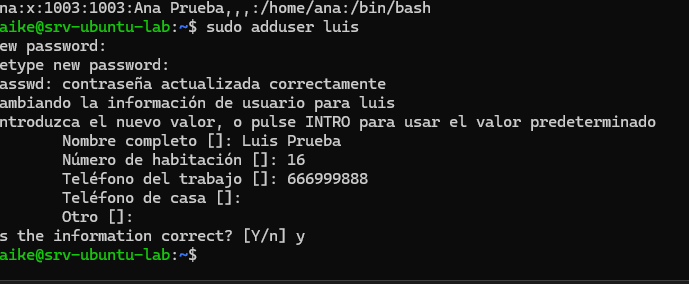 na:x:1003:1003:Ana Prueba,,,:/home/ana:/bin/bash
aike@srv-ubuntu-lab:~$ sudo adduser luis
ew password:
etype new password:
asswd: contraseña actualizada correctamente
ambiando la información de usuario para luis
ntroduzca el nuevo valor, o pulse INTRO para usar el valor predeterminado
Nombre completo []: Luis Prueba
Número de habitación []: 16
Teléfono del trabajo []: 666999888
Teléfono de casa []:
Otro []:
s the information correct? [Y/n] y
aike@srv-ubuntu-lab:~$